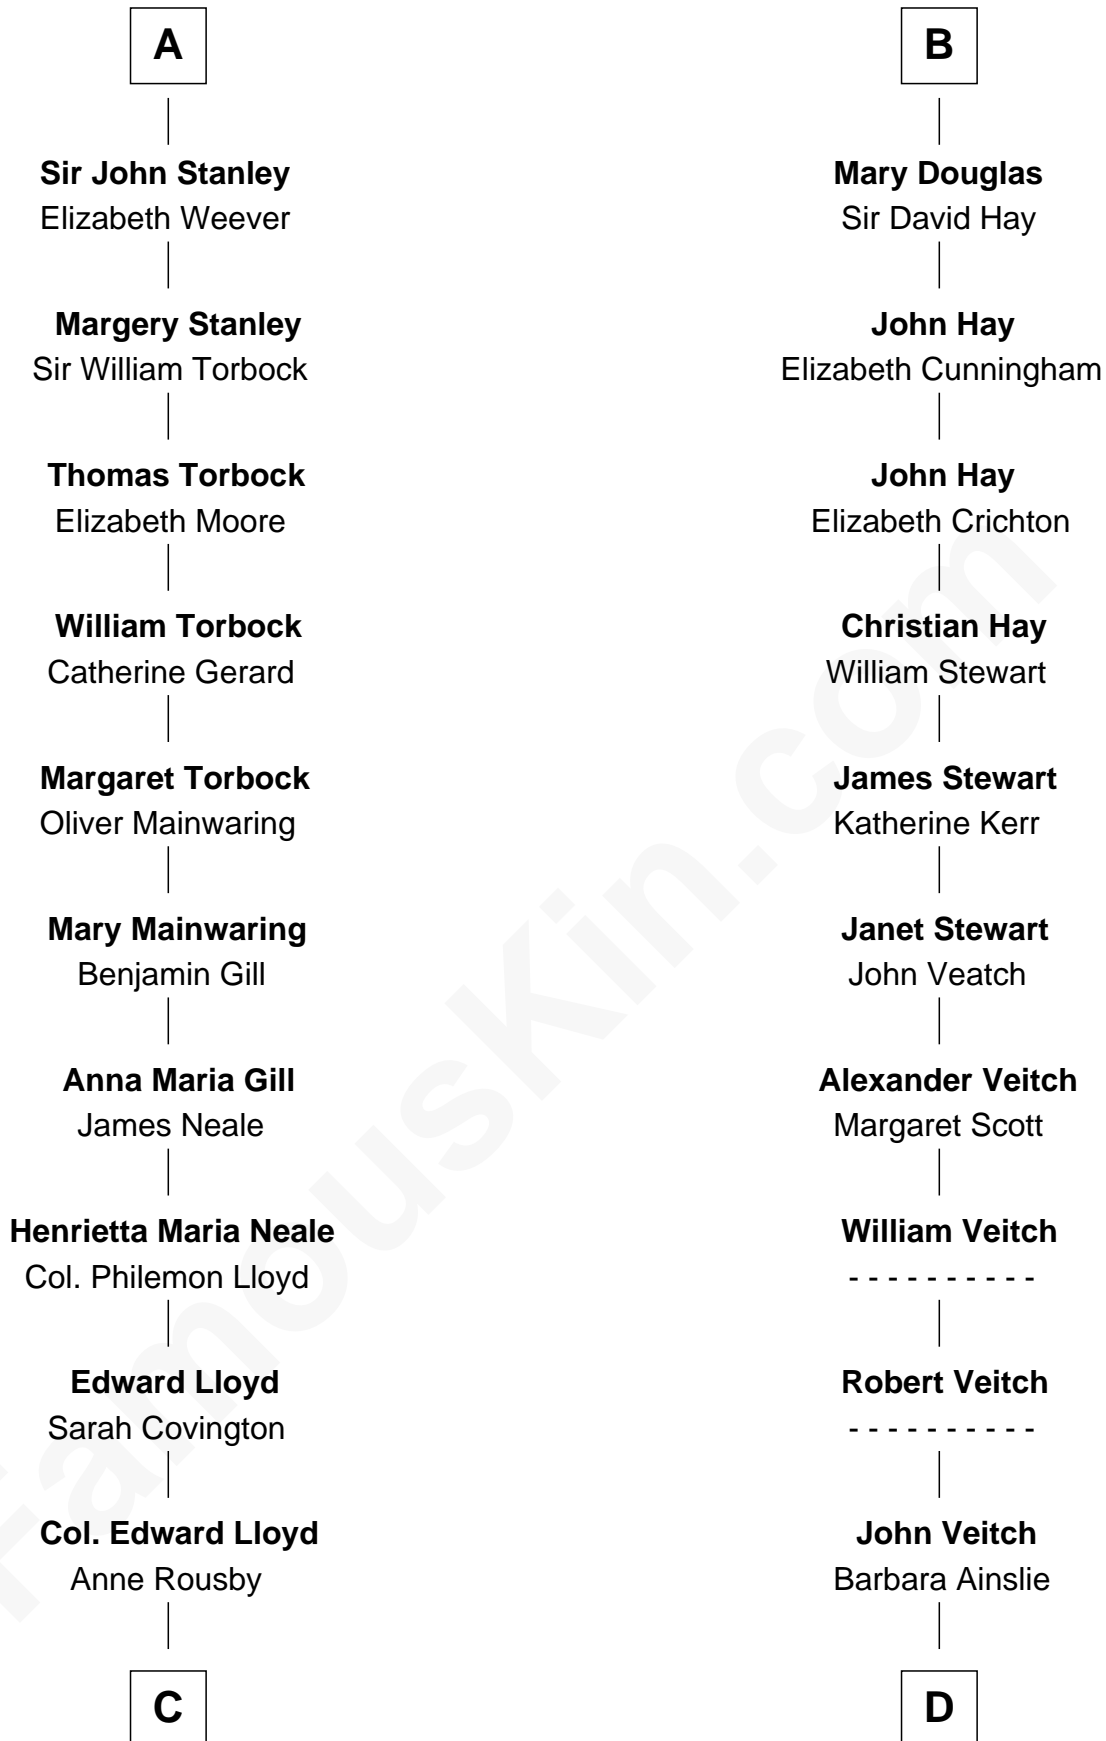 A
Sir John Stanley
Elizabeth Weever
Margery Stanley
Sir William Torbock
Thomas Torbock
Elizabeth Moore
William Torbock
Catherine Gerard
Margaret Torbock
Oliver Mainwaring
Mary Mainwaring
Benjamin Gill
Anna Maria Gill
James Neale
Henrietta Maria Neale
Col. Philemon Lloyd
Edward Lloyd
Sarah Covington
Col. Edward Lloyd
Anne Rousby
C
B
Mary Douglas
Sir David Hay
John Hay
Elizabeth Cunningham
John Hay
Elizabeth Crichton
Christian Hay
William Stewart
James Stewart
Katherine Kerr
Janet Stewart
John Veatch
Alexander Veitch
Margaret Scott
William Veitch
- - - - - - - - - -
Robert Veitch
- - - - - - - - - -
John Veitch
Barbara Ainslie
D
FamousKin.com